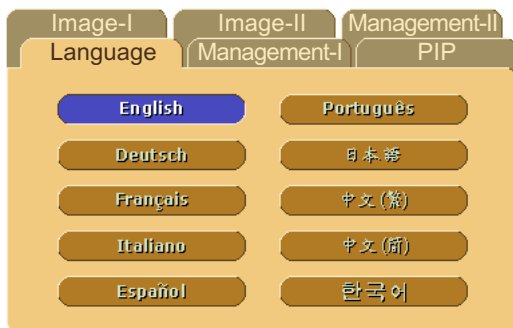 Image-I Image-II Management-II
Language Management-I PIP
English Português
Deutsch 日本語
Français 中文(繁)
Italiano 中文(简)
Español 한국어